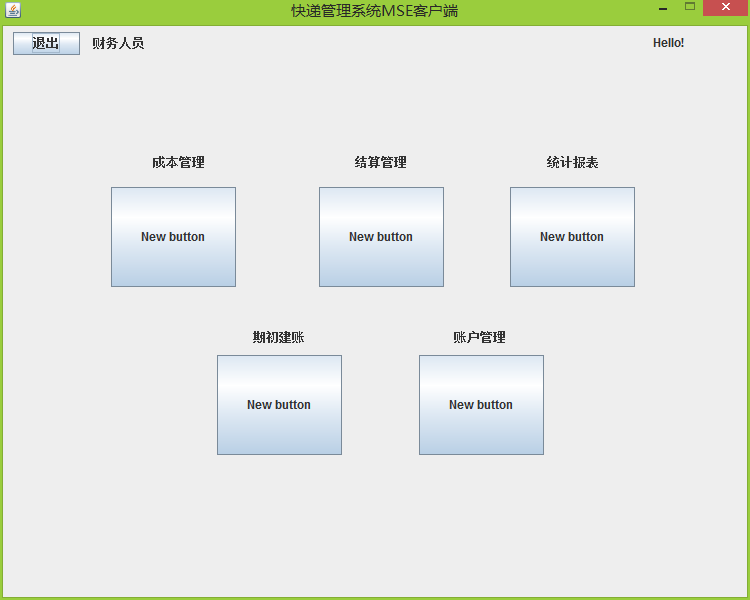 快递管理系统MSE客户端
退出 财务人员 Hello!
成本管理 结算管理 统计报表
New button New button New button
期初建账 账户管理
New button New button